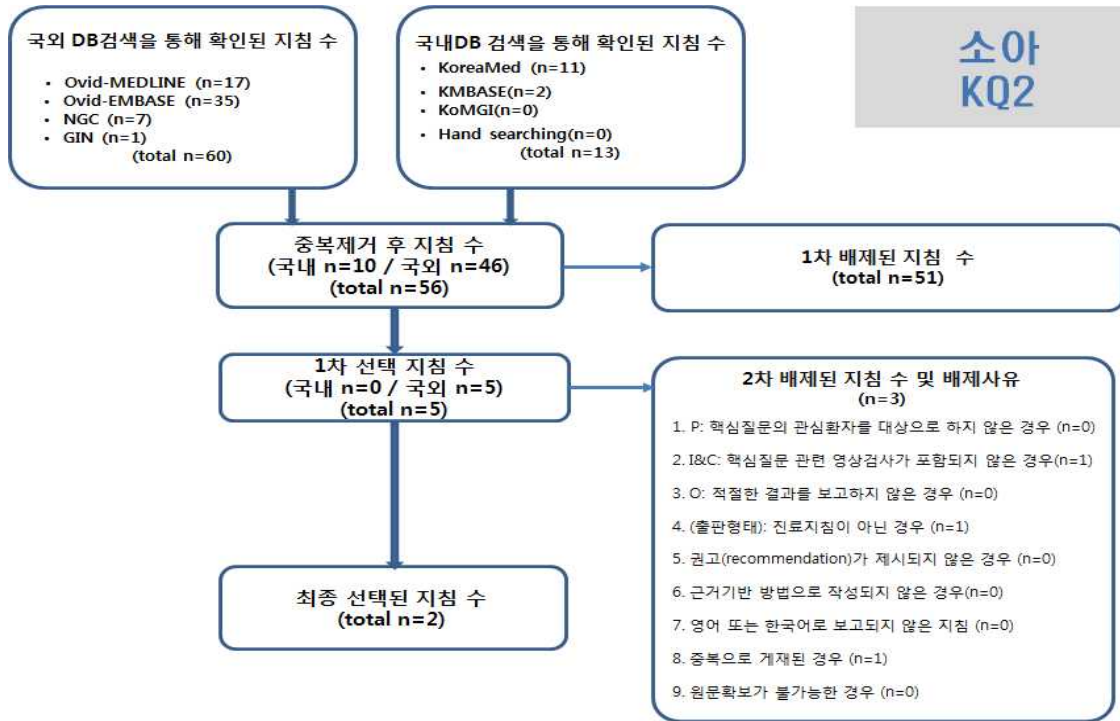 국외 DB검색을 통해 확인된 지침 수
• Ovid-MEDLINE (n=17)
• Ovid-EMBASE (n=35)
• NGC (n=7)
• GIN (n=1)
(total n=60)
국내DB 검색을 통해 확인된 지침 수
• KoreaMed (n=11)
• KMBASE(n=2)
• KoMGI(n=0)
• Hand searching(n=0)
(total n=13)
소아
KQ2
중복제거 후 지침 수
(국내 n=10 / 국외 n=46)
(total n=56)
1차 배제된 지침 수
(total n=51)
1차 선택 지침 수
(국내 n=0 / 국외 n=5)
(total n=5)
2차 배제된 지침 수 및 배제사유
(n=3)
1. P: 핵심질문의 관심환자를 대상으로 하지 않은 경우 (n=0)
2. I&C: 핵심질문 관련 영상검사가 포함되지 않은 경우(n=1)
3. O: 적절한 결과를 보고하지 않은 경우 (n=0)
4. (출판형태): 진료지침이 아닌 경우 (n=1)
5. 권고(recommendation)가 제시되지 않은 경우 (n=0)
6. 근거기반 방법으로 작성되지 않은 경우(n=0)
7. 영어 또는 한국어로 보고되지 않은 지침 (n=0)
8. 중복으로 게재된 경우 (n=1)
9. 원문확보가 불가능한 경우 (n=0)
최종 선택된 지침 수
(total n=2)